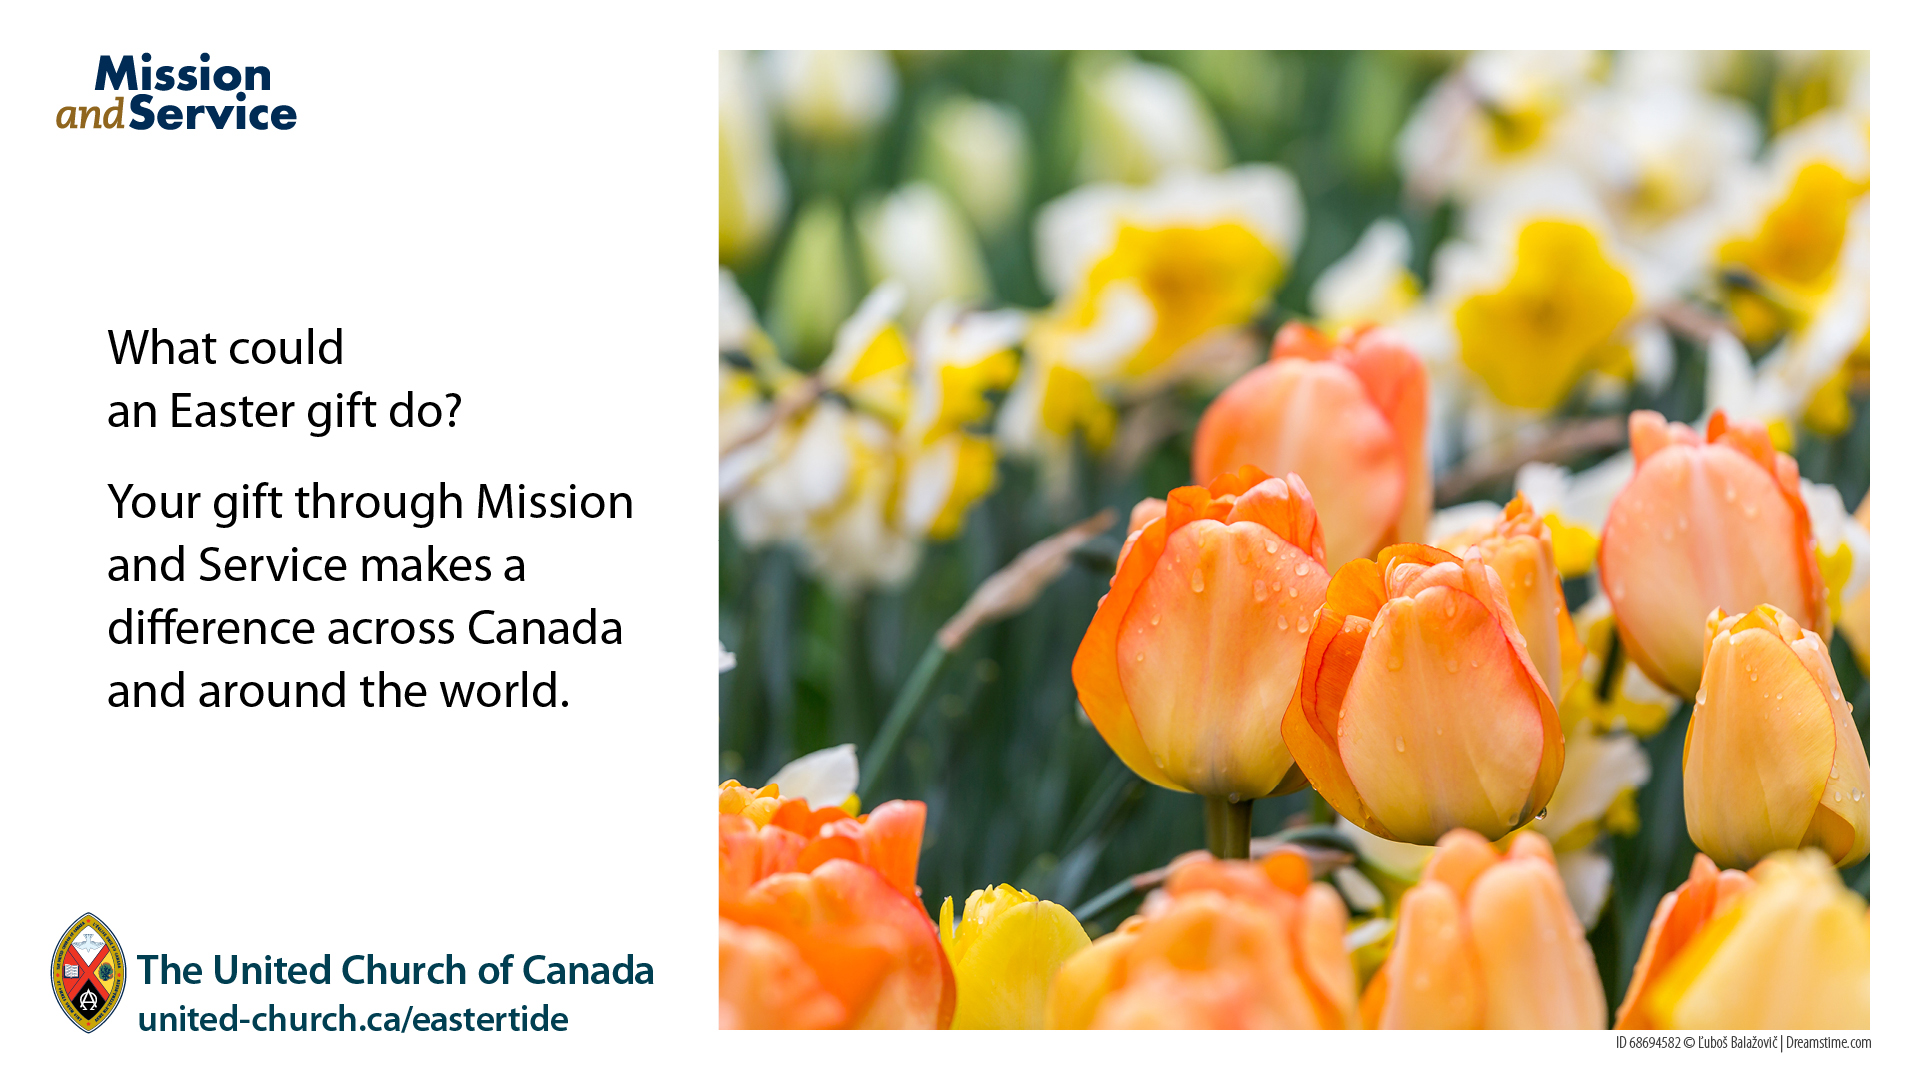 Mission
and Service
What could
an Easter gift do?
Your gift through Mission
and Service makes a
difference across Canada
and around the world.
The United Church of Canada
united-church.ca/eastertide
ID 68694582 © Ľuboš Balažovič | Dreamstime.com